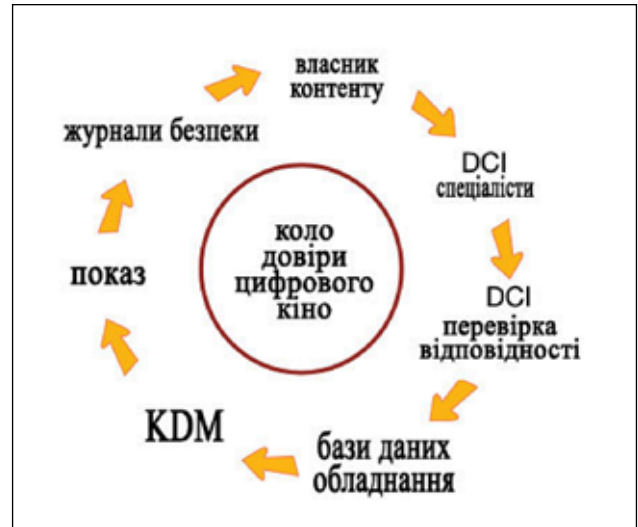 власник
контенту
DCI
спеціалісти
DCI
перевірка
відповідності
бази даних
обладнання
KDM
показ
журнали безпеки
коло
довіри
цифрового
кіно